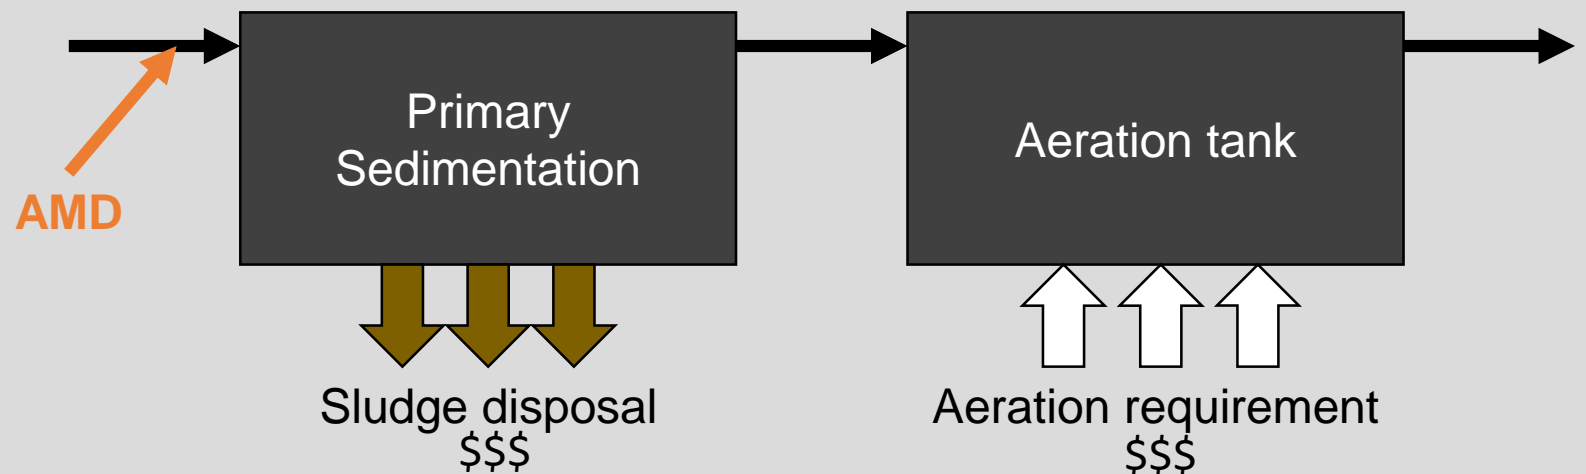 Primary
Sedimentation
Aeration tank
AMD
Sludge disposal
$$$
Aeration requirement
$$$